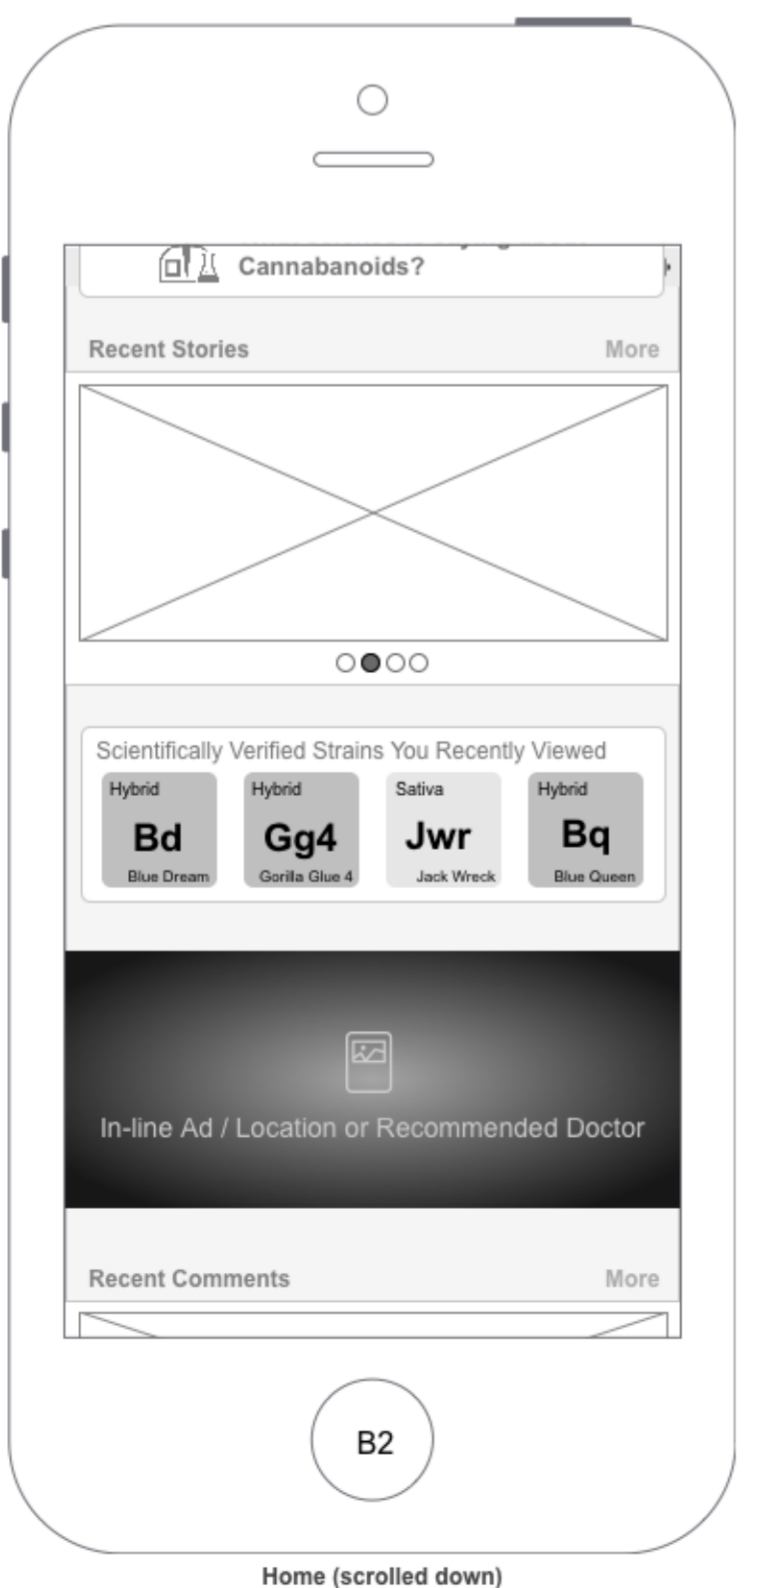 Cannabanoids?
Recent Stories More
Scientifically Verified Strains You Recently Viewed
Hybrid Hybrid Sativa Hybrid
Bd Gg4 Jwr Bq
Blue Dream Gorilla Glue 4 Jack Wreck Blue Queen
In-line Ad / Location or Recommended Doctor
Recent Comments More
B2
Home (scrolled down)